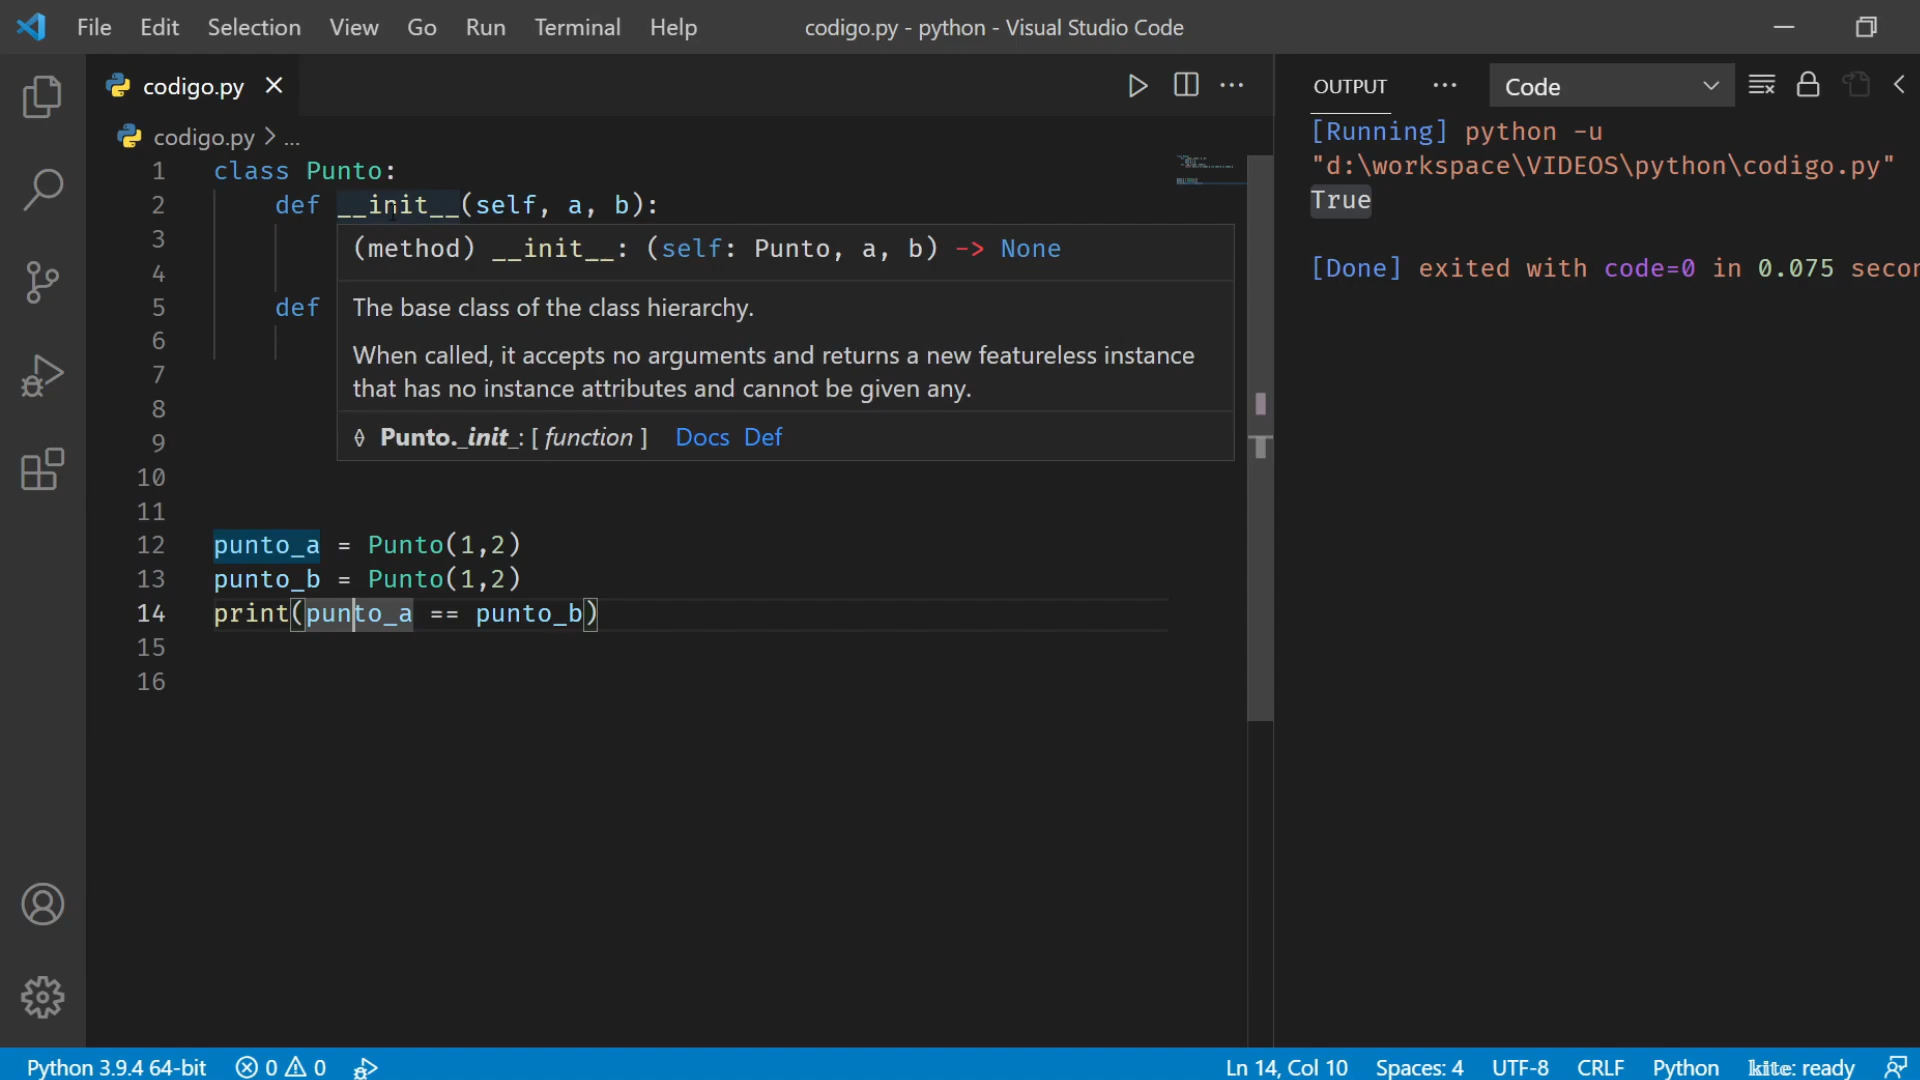 File Edit Selection View Go Run Terminal Help codigo.py - python - Visual Studio Code
codigo.py
codigo.py > ...
1 class Punto:
2 def __init__(self, a, b):
3
4
5 def
6
7
8
9
10
11
12 punto_a = Punto(1,2)
13 punto_b = Punto(1,2)
14 print(punto_a == punto_b)
15
16
(method) __init__: (self: Punto, a, b) -> None
The base class of the class hierarchy.
When called, it accepts no arguments and returns a new featureless instance
that has no instance attributes and cannot be given any.
Punto._init_: [ function ] Docs Def
OUTPUT ... Code
[Running] python -u
"d:\workspace\VIDEOS\python\codigo.py"
True
[Done] exited with code=0 in 0.075 secon
Python 3.9.4 64-bit 0 0 Ln 14, Col 10 Spaces: 4 UTF-8 CRLF Python kite: ready